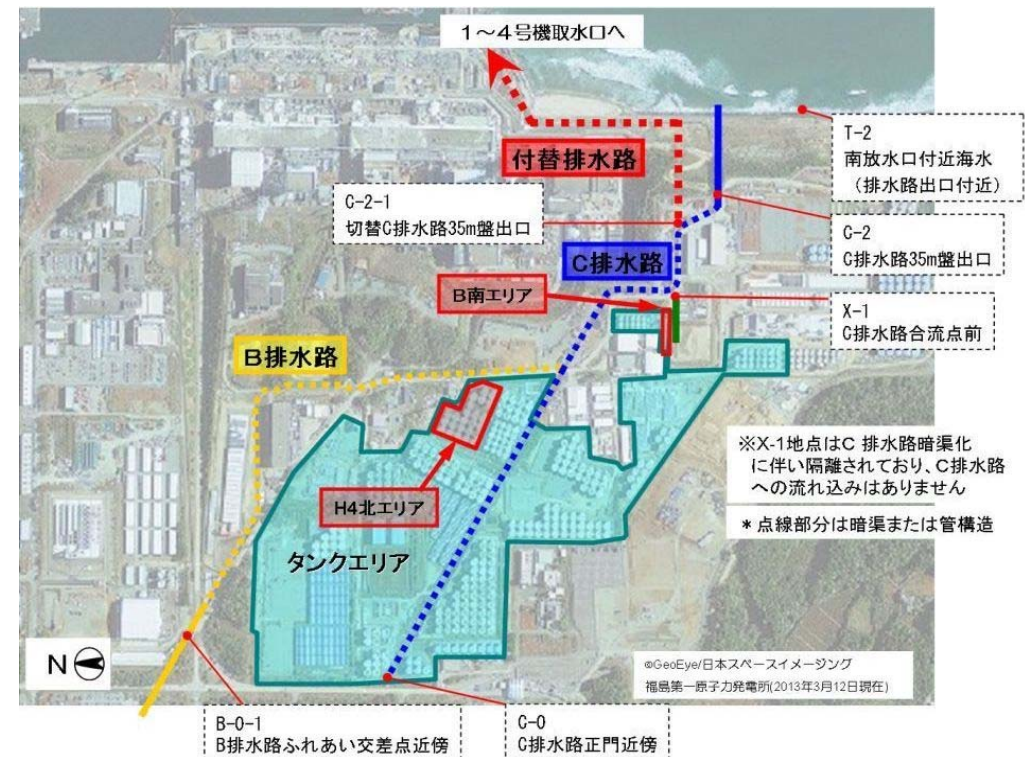 1~4号機取水口へ
付替排水路
T-2
南放水口付近海水
(排水路出口付近)
C-2-1
切替C排水路35m盤出口
C-2
C排水路35m盤出口
C排水路
B南エリア
X-1
C排水路合流点前
B排水路
※X-1地点はC 排水路暗渠化
に伴い隔離されており、C排水路
への流れ込みはありません
H4北エリア
*点線部分は暗渠または管構造
タンクエリア
N
©GeoEye/日本スペースイメージング
福島第一原子力発電所(2013年3月12日現在)
B-0-1
B排水路ふれあい交差点近傍
C-0
C排水路正門近傍